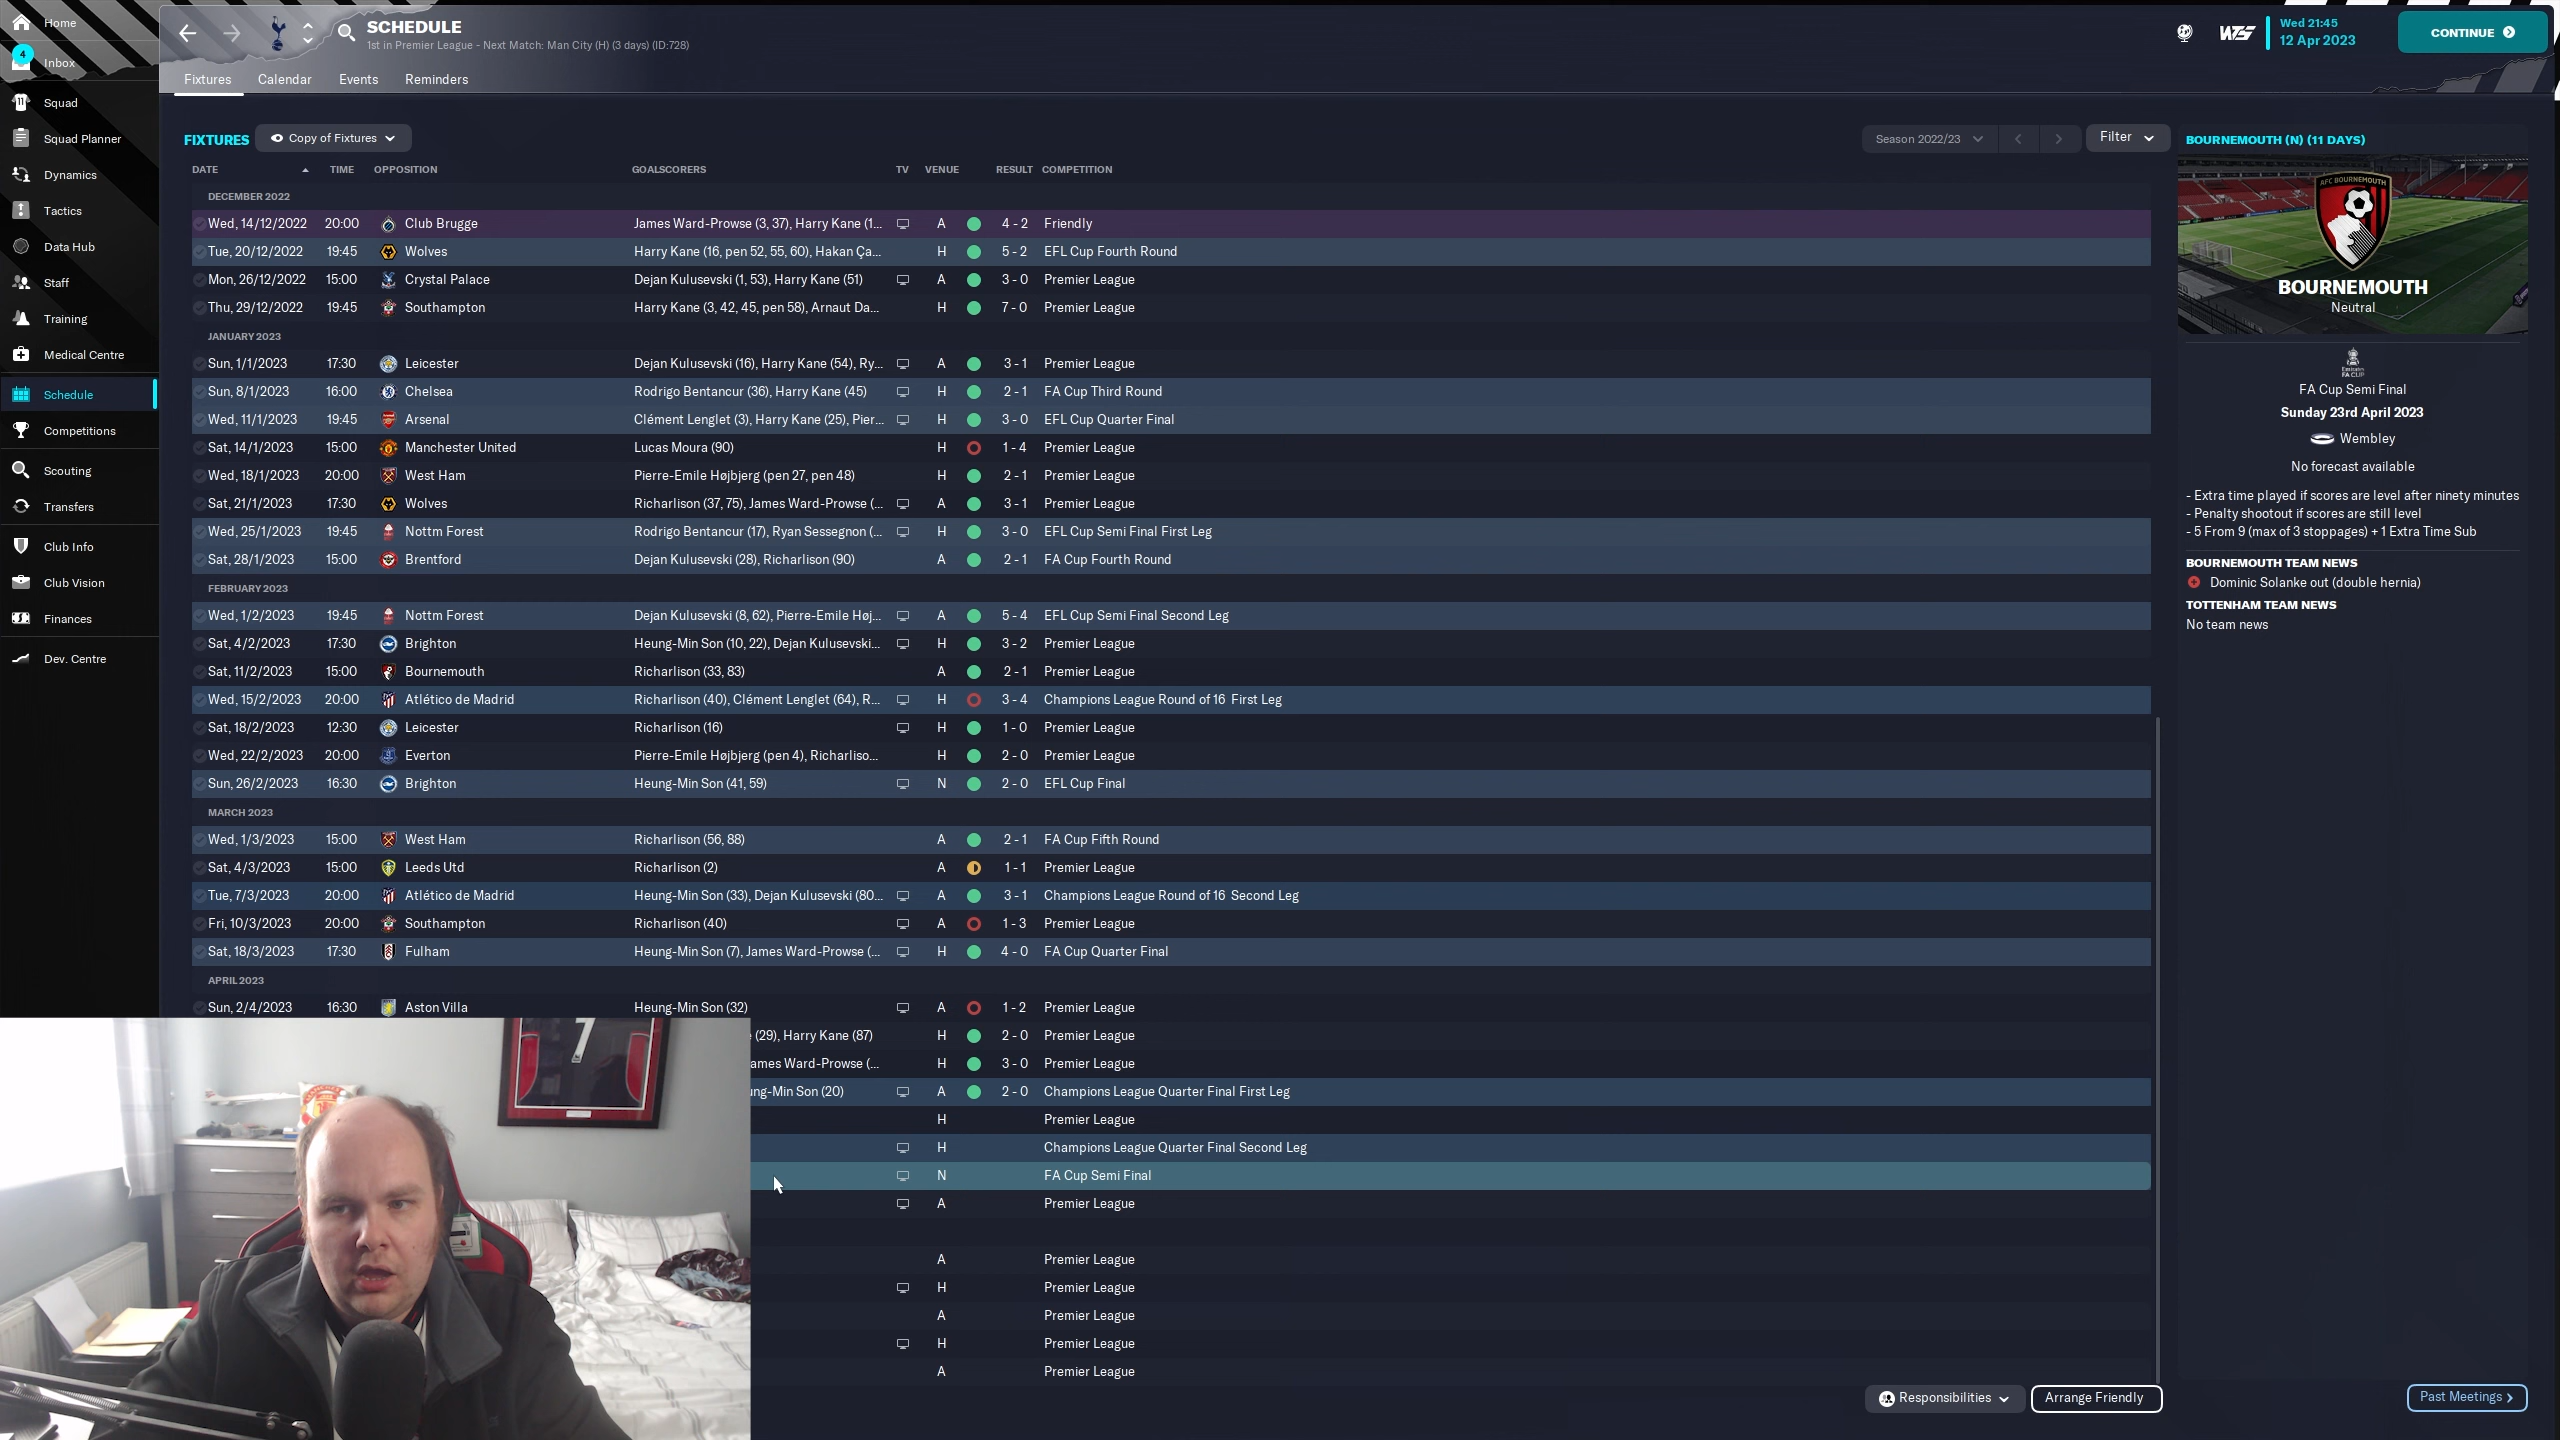 Home
4
Inbox
Squad
Squad Planner
Dynamics
Tactics
Data Hub
Staff
Training
Medical Centre
Schedule
Competitions
Scouting
Transfers
Club Info
Club Vision
Finances
Dev. Centre
SCHEDULE
1st in Premier League - Next Match: Man City (H) (3 days) (ID:728)
Wed 21:45
12 Apr 2023
CONTINUE
Fixtures Calendar Events Reminders
FIXTURES Copy of Fixtures Season 2022/23 Filter
DATE TIME OPPOSITION GOALSCORERS TV VENUE RESULT COMPETITION
DECEMBER 2022
Wed, 14/12/2022 20:00 Club Brugge James Ward-Prowse (3, 37), Harry Kane (1... A 4 - 2 Friendly
Tue, 20/12/2022 19:45 Wolves Harry Kane (16, pen 52, 55, 60), Hakan Ça... H 5 - 2 EFL Cup Fourth Round
Mon, 26/12/2022 15:00 Crystal Palace Dejan Kulusevski (1, 53), Harry Kane (51) A 3 - 0 Premier League
Thu, 29/12/2022 19:45 Southampton Harry Kane (3, 42, 45, pen 58), Arnaut Da... H 7 - 0 Premier League
JANUARY 2023
Sun, 1/1/2023 17:30 Leicester Dejan Kulusevski (16), Harry Kane (54), Ry... A 3 - 1 Premier League
Sun, 8/1/2023 16:00 Chelsea Rodrigo Bentancur (36), Harry Kane (45) H 2 - 1 FA Cup Third Round
Wed, 11/1/2023 19:45 Arsenal Clément Lenglet (3), Harry Kane (25), Pier... H 3 - 0 EFL Cup Quarter Final
Sat, 14/1/2023 15:00 Manchester United Lucas Moura (90) H 1 - 4 Premier League
Wed, 18/1/2023 20:00 West Ham Pierre-Emile Højbjerg (pen 27, pen 48) H 2 - 1 Premier League
Sat, 21/1/2023 17:30 Wolves Richarlison (37, 75), James Ward-Prowse (... A 3 - 1 Premier League
Wed, 25/1/2023 19:45 Nottm Forest Rodrigo Bentancur (17), Ryan Sessegnon (... H 3 - 0 EFL Cup Semi Final First Leg
Sat, 28/1/2023 15:00 Brentford Dejan Kulusevski (28), Richarlison (90) A 2 - 1 FA Cup Fourth Round
FEBRUARY 2023
Wed, 1/2/2023 19:45 Nottm Forest Dejan Kulusevski (8, 62), Pierre-Emile Høj... A 5 - 4 EFL Cup Semi Final Second Leg
Sat, 4/2/2023 17:30 Brighton Heung-Min Son (10, 22), Dejan Kulusevski... H 3 - 2 Premier League
Sat, 11/2/2023 15:00 Bournemouth Richarlison (33, 83) A 2 - 1 Premier League
Wed, 15/2/2023 20:00 Atlético de Madrid Richarlison (40), Clément Lenglet (64), R... H 3 - 4 Champions League Round of 16 First Leg
Sat, 18/2/2023 12:30 Leicester Richarlison (16) H 1 - 0 Premier League
Wed, 22/2/2023 20:00 Everton Pierre-Emile Højbjerg (pen 4), Richarliso... H 2 - 0 Premier League
Sun, 26/2/2023 16:30 Brighton Heung-Min Son (41, 59) N 2 - 0 EFL Cup Final
MARCH 2023
Wed, 1/3/2023 15:00 West Ham Richarlison (56, 88) A 2 - 1 FA Cup Fifth Round
Sat, 4/3/2023 15:00 Leeds Utd Richarlison (2) A 1 - 1 Premier League
Tue, 7/3/2023 20:00 Atlético de Madrid Heung-Min Son (33), Dejan Kulusevski (80... A 3 - 1 Champions League Round of 16 Second Leg
Fri, 10/3/2023 20:00 Southampton Richarlison (40) A 1 - 3 Premier League
Sat, 18/3/2023 17:30 Fulham Heung-Min Son (7), James Ward-Prowse (... H 4 - 0 FA Cup Quarter Final
APRIL 2023
Sun, 2/4/2023 16:30 Aston Villa Heung-Min Son (32) A 1 - 2 Premier League
(29), Harry Kane (87) H 2 - 0 Premier League
ames Ward-Prowse (... H 3 - 0 Premier League
ung-Min Son (20) A 2 - 0 Champions League Quarter Final First Leg
H Premier League
H Champions League Quarter Final Second Leg
N FA Cup Semi Final
A Premier League
A Premier League
H Premier League
A Premier League
H Premier League
A Premier League
7
Responsibilities Arrange Friendly
BOURNEMOUTH (N) (11 DAYS)
AFC BOURNEMOUTH
BOURNEMOUTH
Neutral
Emirates
FA CUP
FA Cup Semi Final
Sunday 23rd April 2023
Wembley
No forecast available
- Extra time played if scores are level after ninety minutes
- Penalty shootout if scores are still level
- 5 From 9 (max of 3 stoppages) + 1 Extra Time Sub
BOURNEMOUTH TEAM NEWS
Dominic Solanke out (double hernia)
TOTTENHAM TEAM NEWS
No team news
Past Meetings